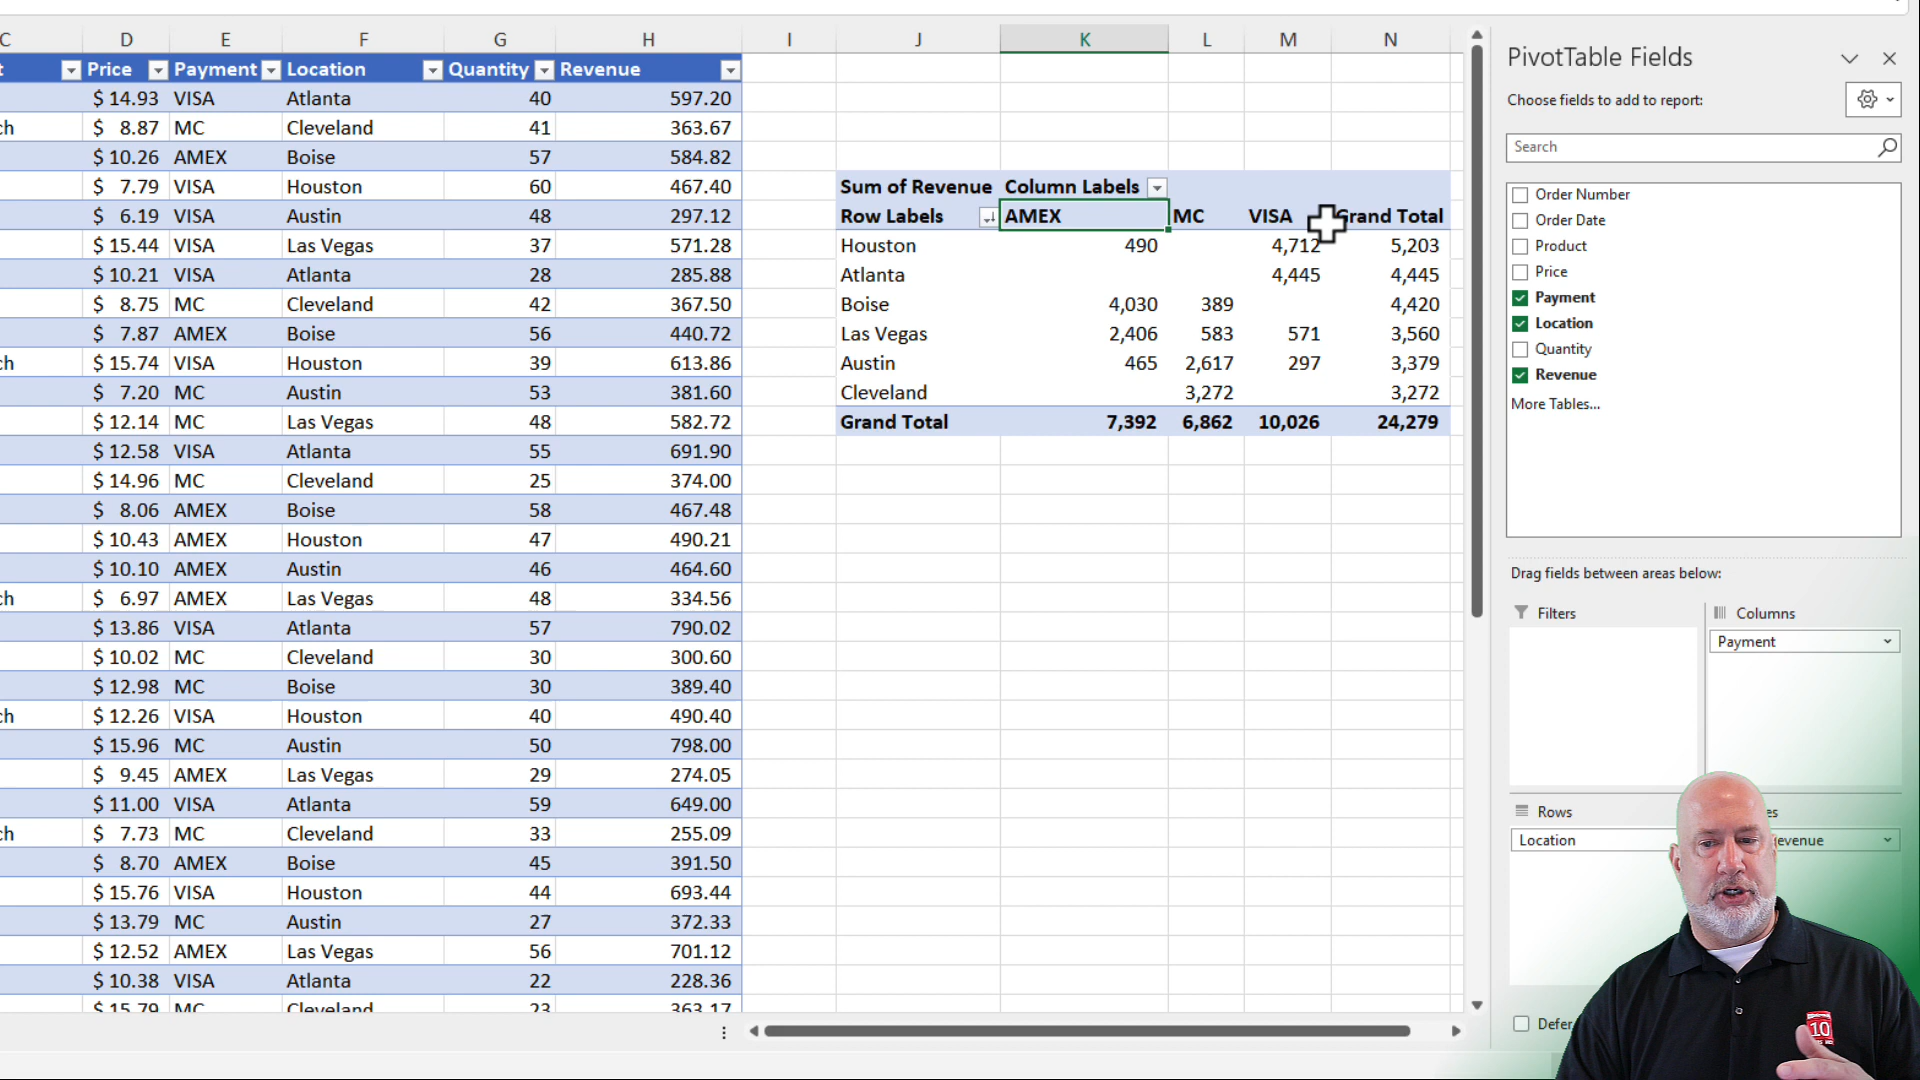 C D E F G H I J K L M N
t Price Payment Location Quantity Revenue
$ 14.93 VISA Atlanta 40 597.20
ch $ 8.87 MC Cleveland 41 363.67
$ 10.26 AMEX Boise 57 584.82
$ 7.79 VISA Houston 60 467.40
$ 6.19 VISA Austin 48 297.12
$ 15.44 VISA Las Vegas 37 571.28
$ 10.21 VISA Atlanta 28 285.88
$ 8.75 MC Cleveland 42 367.50
$ 7.87 AMEX Boise 56 440.72
ch $ 15.74 VISA Houston 39 613.86
$ 7.20 MC Austin 53 381.60
$ 12.14 MC Las Vegas 48 582.72
$ 12.58 VISA Atlanta 55 691.90
$ 14.96 MC Cleveland 25 374.00
$ 8.06 AMEX Boise 58 467.48
$ 10.43 AMEX Houston 47 490.21
$ 10.10 AMEX Austin 46 464.60
ch $ 6.97 AMEX Las Vegas 48 334.56
$ 13.86 VISA Atlanta 57 790.02
$ 10.02 MC Cleveland 30 300.60
$ 12.98 MC Boise 30 389.40
ch $ 12.26 VISA Houston 40 490.40
$ 15.96 MC Austin 50 798.00
$ 9.45 AMEX Las Vegas 29 274.05
$ 11.00 VISA Atlanta 59 649.00
ch $ 7.73 MC Cleveland 33 255.09
$ 8.70 AMEX Boise 45 391.50
$ 15.76 VISA Houston 44 693.44
$ 13.79 MC Austin 27 372.33
$ 12.52 AMEX Las Vegas 56 701.12
$ 10.38 VISA Atlanta 22 228.36
$ 15.79 MC Cleveland 23 363.17
Sum of Revenue Column Labels
Row Labels AMEX MC VISA Grand Total
Houston 490 4,712 5,203
Atlanta 4,445 4,445
Boise 4,030 389 4,420
Las Vegas 2,406 583 571 3,560
Austin 465 2,617 297 3,379
Cleveland 3,272 3,272
Grand Total 7,392 6,862 10,026 24,279
PivotTable Fields
Choose fields to add to report:
Search
Order Number
Order Date
Product
Price
Payment
Location
Quantity
Revenue
More Tables...
Drag fields between areas below:
Filters Columns
Payment
Rows es
Location evenue
Defer
10